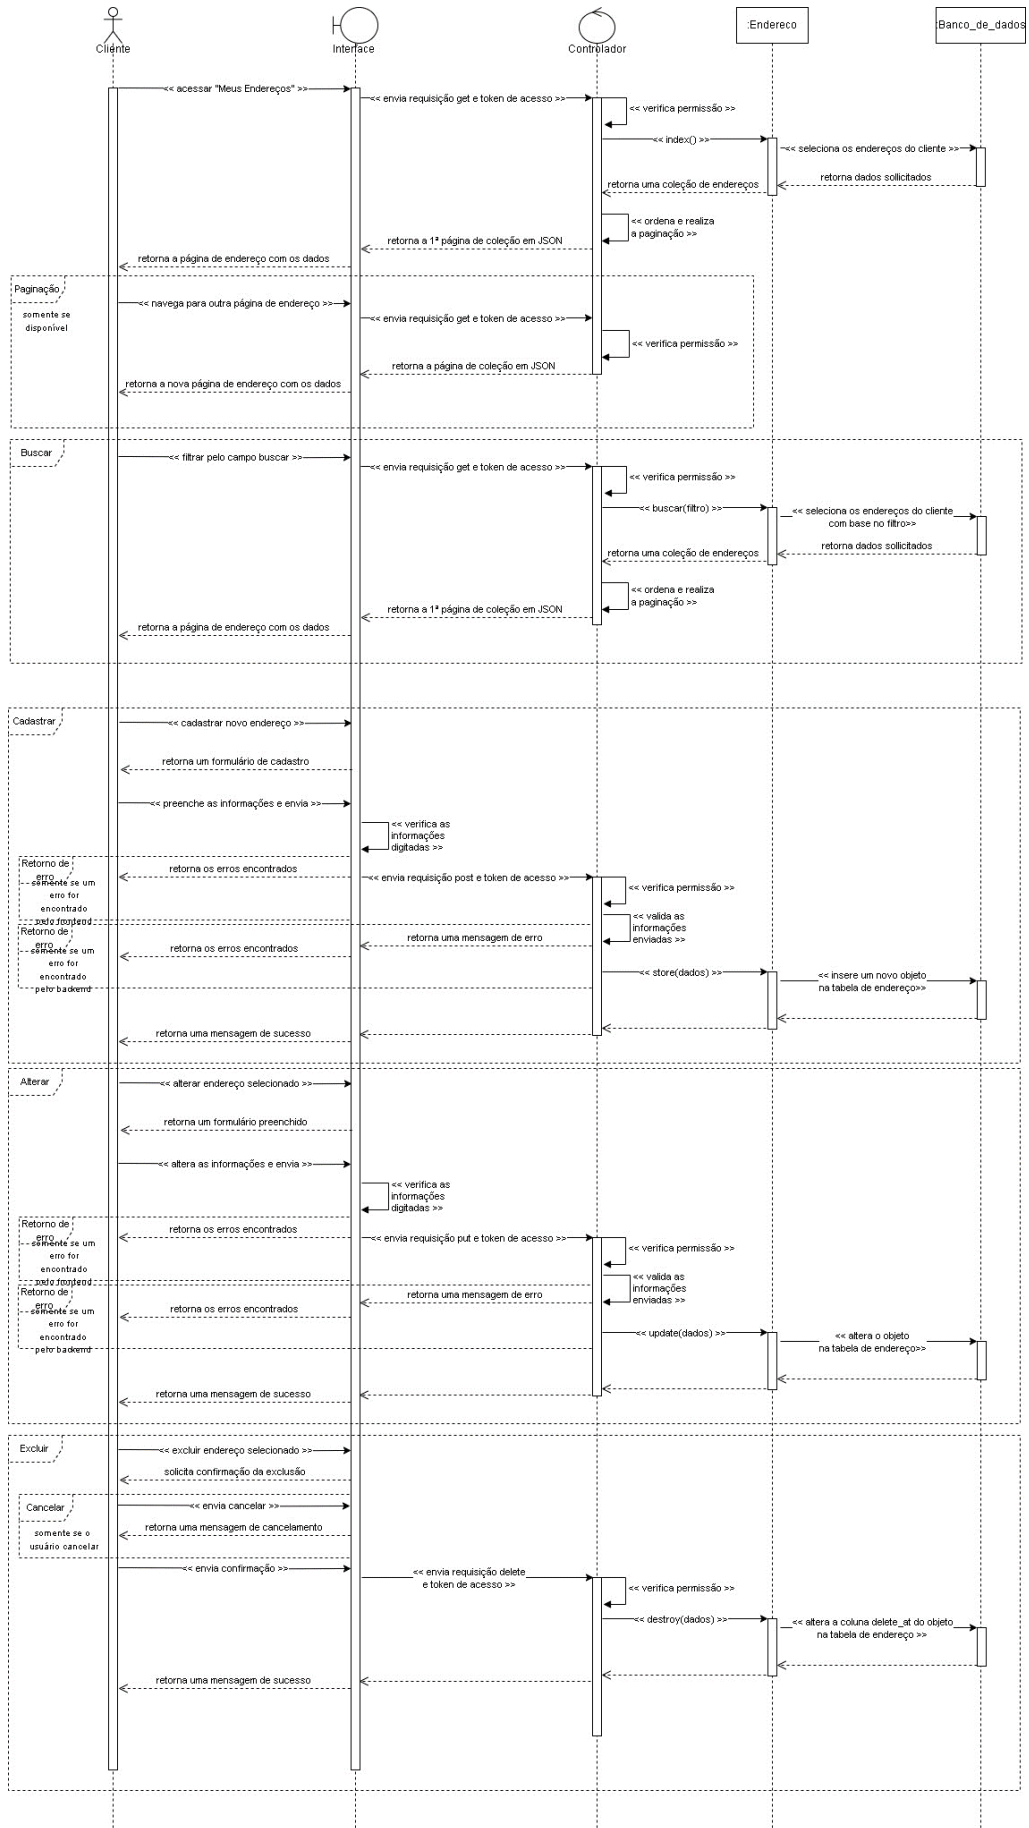 Cliente
Interface
Controlador
:Endereco
:Banco_de_dados
<< acessar "Meus Endereços" >>
<< envia requisição get e token de acesso >>
<< verifica permissão >>
<< index() >>
<< seleciona os endereços do cliente >>
retorna dados sollicitados
retorna uma coleção de endereços
<< ordena e realiza
a paginação >>
retorna a 1ª página de coleção em JSON
retorna a página de endereço com os dados
Paginação
somente se
disponível
<< navega para outra página de endereço >>
<< envia requisição get e token de acesso >>
<< verifica permissão >>
retorna a página de coleção em JSON
retorna a nova página de endereço com os dados
Buscar
<< filtrar pelo campo buscar >>
<< envia requisição get e token de acesso >>
<< verifica permissão >>
<< buscar(filtro) >>
<< seleciona os endereços do cliente
com base no filtro>>
retorna dados sollicitados
retorna uma coleção de endereços
<< ordena e realiza
a paginação >>
retorna a 1ª página de coleção em JSON
retorna a página de endereço com os dados
Cadastrar
<< cadastrar novo endereço >>
retorna um formulário de cadastro
<< preenche as informações e envia >>
<< verifica as
informações
digitadas >>
Retorno de
erro
somente se um
erro for
encontrado
pelo frontend
retorna os erros encontrados
<< envia requisição post e token de acesso >>
<< verifica permissão >>
<< valida as
informações
enviadas >>
Retorno de
erro
somente se um
erro for
encontrado
pelo backend
retorna uma mensagem de erro
retorna os erros encontrados
<< store(dados) >>
<< insere um novo objeto
na tabela de endereço>>
retorna uma mensagem de sucesso
Alterar
<< alterar endereço selecionado >>
retorna um formulário preenchido
<< altera as informações e envia >>
<< verifica as
informações
digitadas >>
Retorno de
erro
somente se um
erro for
encontrado
pelo frontend
retorna os erros encontrados
<< envia requisição put e token de acesso >>
<< verifica permissão >>
<< valida as
informações
enviadas >>
Retorno de
erro
somente se um
erro for
encontrado
pelo backend
retorna uma mensagem de erro
retorna os erros encontrados
<< update(dados) >>
<< altera o objeto
na tabela de endereço>>
retorna uma mensagem de sucesso
Excluir
<< excluir endereço selecionado >>
solicita confirmação da exclusão
Cancelar
somente se o
usuário cancelar
<< envia cancelar >>
retorna uma mensagem de cancelamento
<< envia confirmação >>
<< envia requisição delete
e token de acesso >>
<< verifica permissão >>
<< destroy(dados) >>
<< altera a coluna delete_at do objeto
na tabela de endereço >>
retorna uma mensagem de sucesso